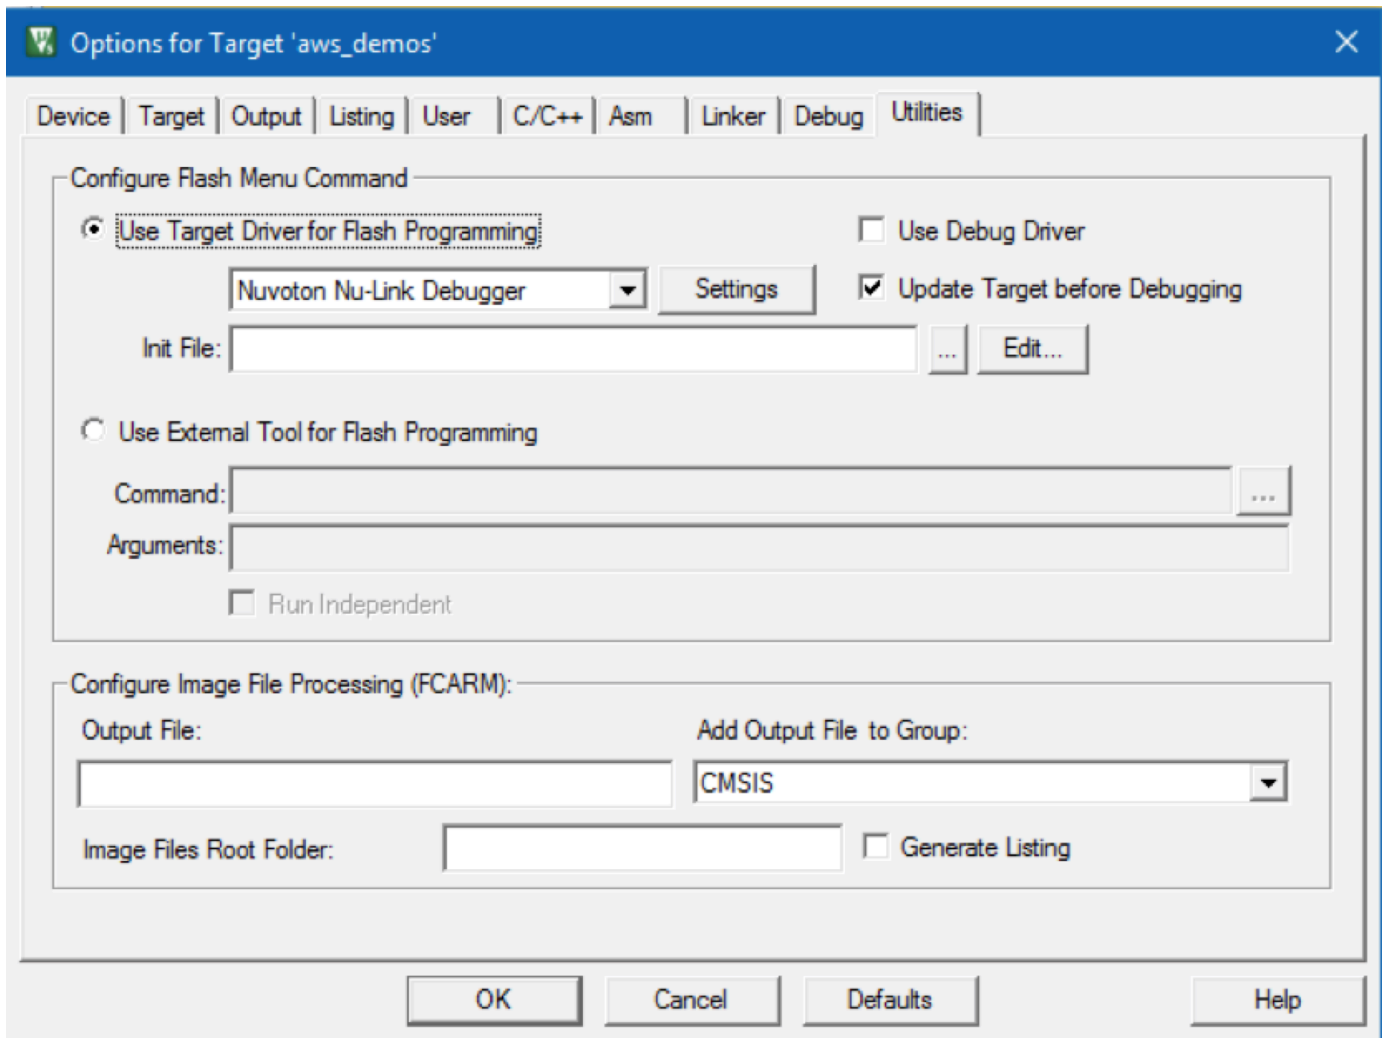 Options for Target 'aws_demos'
Device Target Output Listing User C/C++ Asm Linker Debug Utilities
Configure Flash Menu Command
Use Target Driver for Flash Programming Use Debug Driver
Nuvoton Nu-Link Debugger Settings Update Target before Debugging
Init File: ... Edit...
Use External Tool for Flash Programming
Command: ...
Arguments:
Run Independent
Configure Image File Processing (FCARM):
Output File: Add Output File to Group:
CMSIS
Image Files Root Folder: Generate Listing
OK Cancel Defaults Help